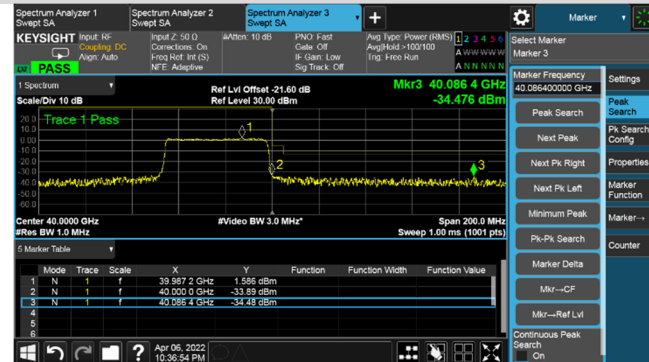 Spectrum Analyzer 1
Swept SA
Spectrum Analyzer 2
Swept SA
Spectrum Analyzer 3
Swept SA
Marker
KEYSIGHT
Input: RF
Coupling: DC
Align: Auto
Input Z: 50 Ω
Corrections: On
Freq Ref: Int (S)
NFE: Adaptive
#Atten: 10 dB
PNO: Fast
Gate: Off
IF Gain: Low
Sig Track: Off
Avg Type: Power (RMS)
Avg|Hold:>100/100
Trig: Free Run
1 2 3 4 5 6
A W W W W W
A N N N N N
PASS
Select Marker
Marker 3
1 Spectrum
Scale/Div 10 dB
Ref Lvl Offset -21.60 dB
Ref Level 30.00 dBm
Mkr3 40.086 4 GHz
-34.476 dBm
Trace 1 Pass
20.0
10.0
0.00
-10.0
-20.0
-30.0
-40.0
-50.0
-60.0
1
2
3
Center 40.0000 GHz
#Res BW 1.0 MHz
#Video BW 3.0 MHz*
Span 200.0 MHz
Sweep 1.00 ms (1001 pts)
5 Marker Table
Mode Trace Scale X Y Function Function Width Function Value
1 N 1 f 39.987 2 GHz 1.586 dBm
2 N 1 f 40.000 0 GHz -33.89 dBm
3 N 1 f 40.086 4 GHz -34.48 dBm
4
5
6
Apr 06, 2022
10:36:54 PM
Marker Frequency
40.086400000 GHz
Peak Search
Next Peak
Next Pk Right
Next Pk Left
Minimum Peak
Pk-Pk Search
Marker Delta
Mkr→CF
Mkr→Ref Lvl
Continuous Peak
Search
On
Settings
Peak
Search
Pk Search
Config
Properties
Marker
Function
Marker→
Counter